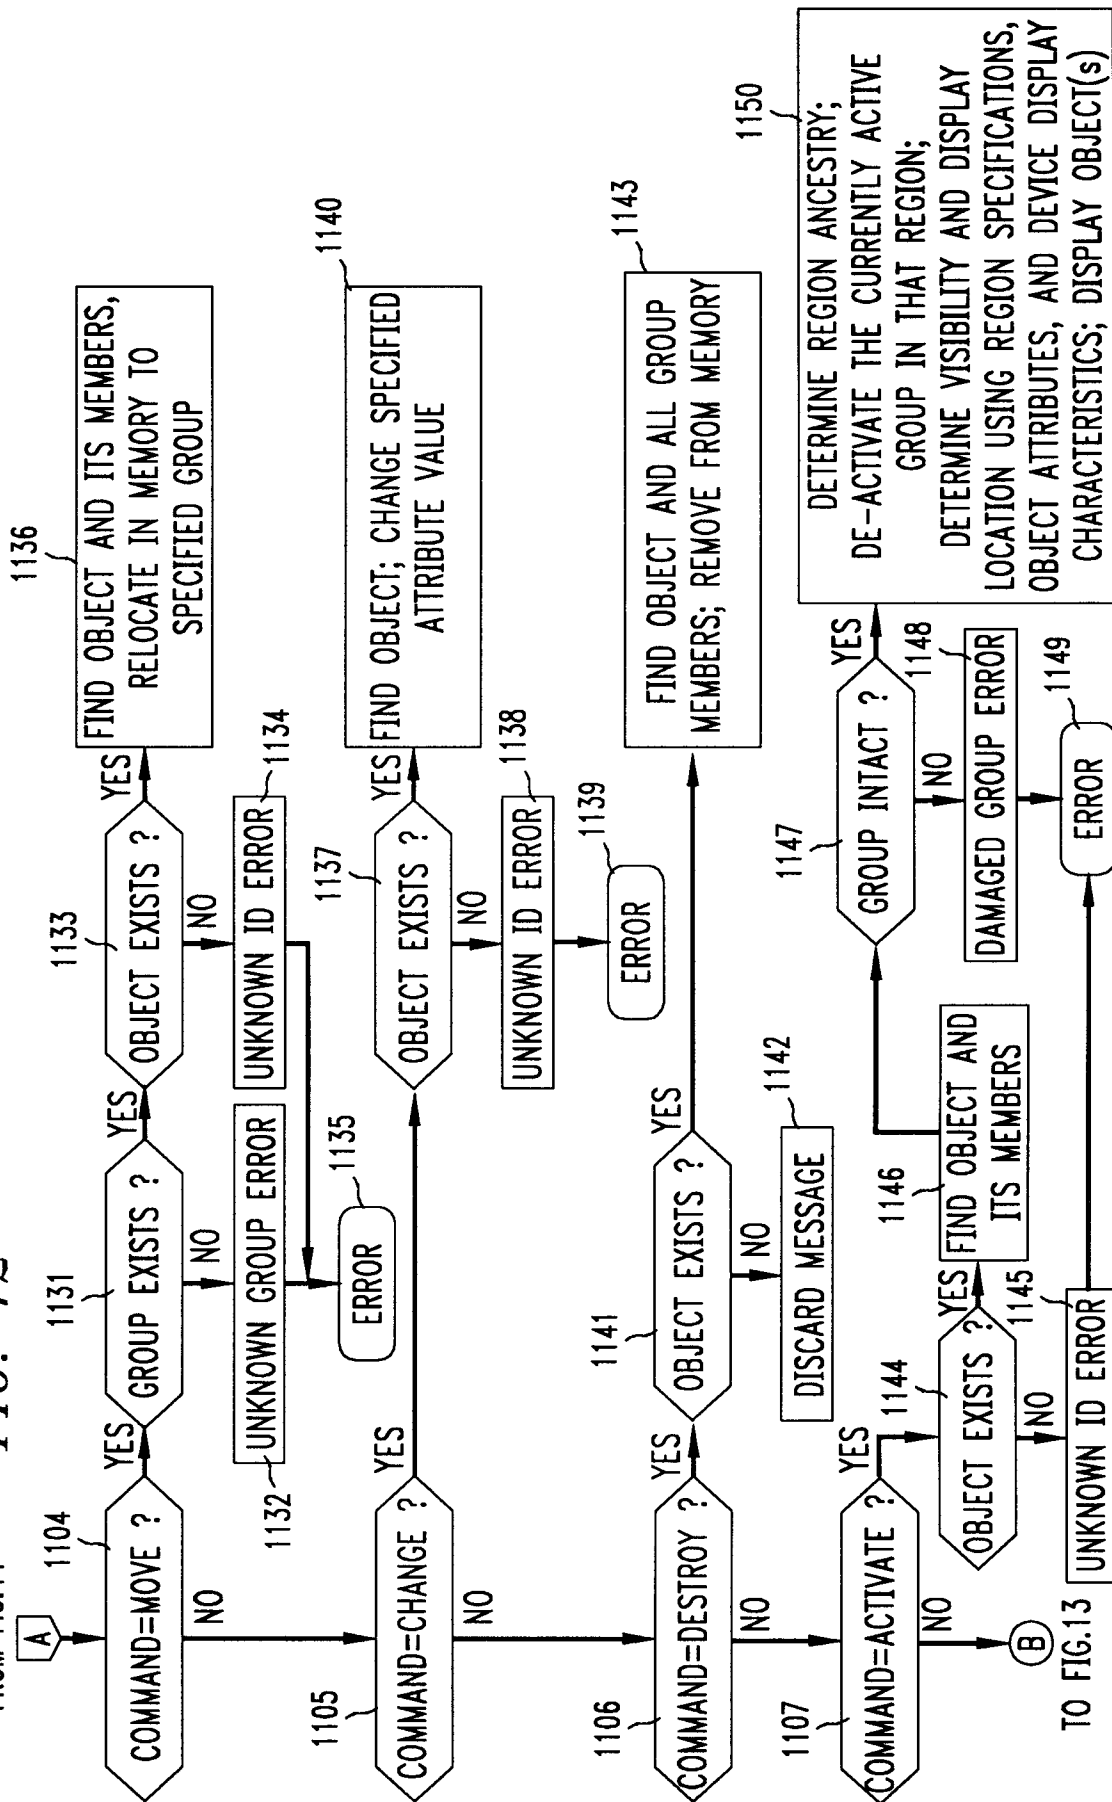 A
1104
COMMAND=MOVE ?
YES
NO
1131
GROUP EXISTS ?
YES
NO
1132
UNKNOWN GROUP ERROR
1133
OBJECT EXISTS ?
YES
NO
1134
UNKNOWN ID ERROR
1135
ERROR
1136
FIND OBJECT AND ITS MEMBERS,
RELOCATE IN MEMORY TO
SPECIFIED GROUP
1105
COMMAND=CHANGE ?
YES
NO
1137
OBJECT EXISTS ?
YES
NO
1138
UNKNOWN ID ERROR
1139
ERROR
1140
FIND OBJECT; CHANGE SPECIFIED
ATTRIBUTE VALUE
1106
COMMAND=DESTROY ?
YES
NO
1141
OBJECT EXISTS ?
YES
NO
1142
DISCARD MESSAGE
1143
FIND OBJECT AND ALL GROUP
MEMBERS; REMOVE FROM MEMORY
1107
COMMAND=ACTIVATE ?
YES
NO
B
TO FIG.13
1144
OBJECT EXISTS ?
YES
NO
1145
UNKNOWN ID ERROR
1146
FIND OBJECT AND
ITS MEMBERS
1147
GROUP INTACT ?
YES
NO
1148
DAMAGED GROUP ERROR
1149
ERROR
1150
DETERMINE REGION ANCESTRY;
DE-ACTIVATE THE CURRENTLY ACTIVE
GROUP IN THAT REGION;
DETERMINE VISIBILITY AND DISPLAY
LOCATION USING REGION SPECIFICATIONS,
OBJECT ATTRIBUTES, AND DEVICE DISPLAY
CHARACTERISTICS; DISPLAY OBJECT(s)